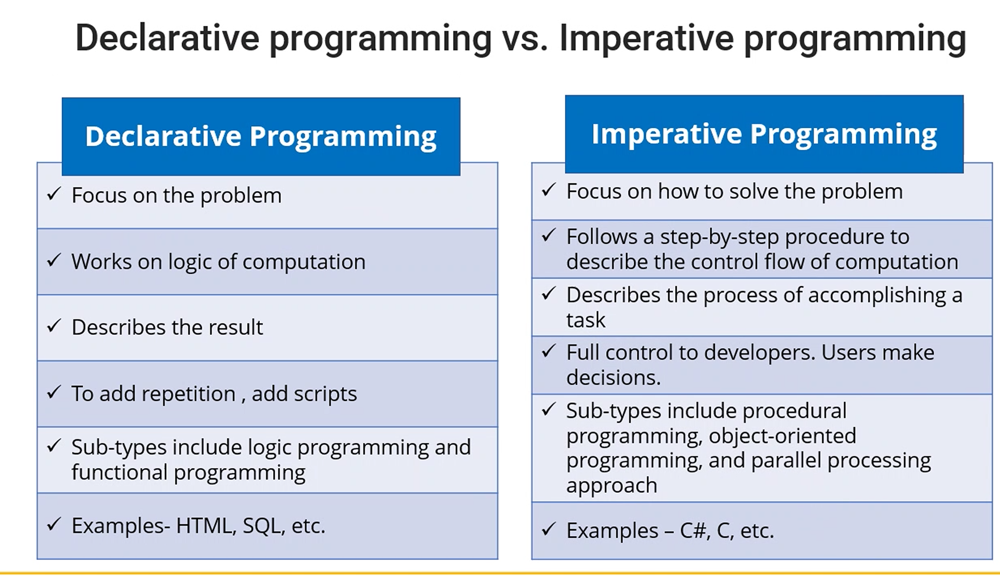 Declarative programming vs. Imperative programming
Declarative Programming
✓ Focus on the problem
✓ Works on logic of computation
✓ Describes the result
✓ To add repetition , add scripts
✓ Sub-types include logic programming and
functional programming
✓ Examples- HTML, SQL, etc.
Imperative Programming
✓ Focus on how to solve the problem
✓ Follows a step-by-step procedure to
describe the control flow of computation
✓ Describes the process of accomplishing a
task
✓ Full control to developers. Users make
decisions.
✓ Sub-types include procedural
programming, object-oriented
programming, and parallel processing
approach
✓ Examples – C#, C, etc.